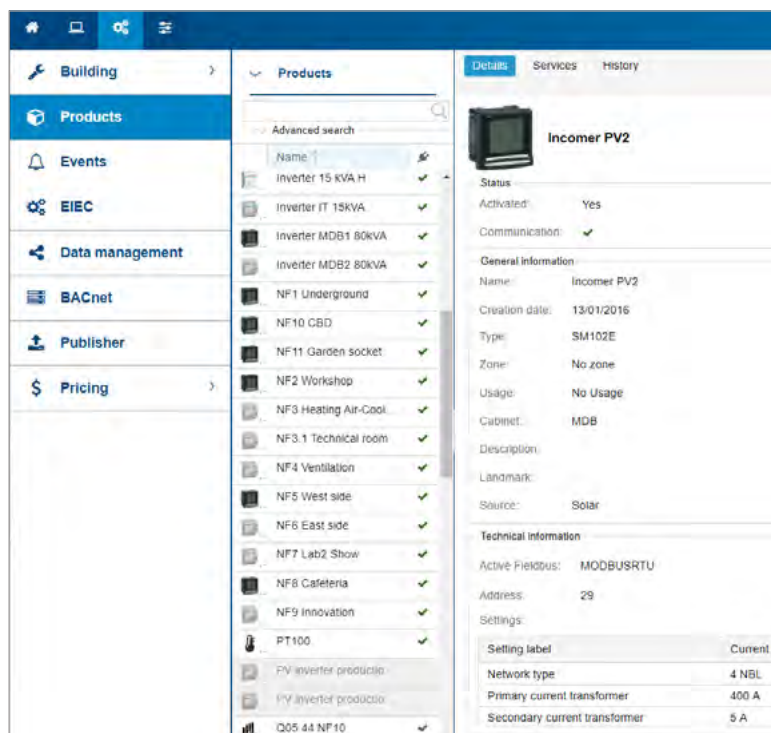 Building
Products
Events
EIEC
Data management
BACnet
Publisher
Pricing
Products
Advanced search
Name
Inverter 15 kVA H
Inverter IT 15kVA
Inverter MDB1 80kVA
Inverter MDB2 80kVA
NF1 Underground
NF10 CBD
NF11 Garden socket
NF2 Workshop
NF3 Heating Air-Cool...
NF3.1 Technical room
NF4 Ventilation
NF5 West side
NF6 East side
NF7 Lab2 Show
NF8 Cafeteria
NF9 Innovation
PT100
PV inverter productio
PV inverter productio
Q05 44 NF10
Details Services History
Incomer PV2
Status
Activated: Yes
Communication:
General information
Name: Incomer PV2
Creation date: 13/01/2016
Type: SM102E
Zone: No zone
Usage: No Usage
Cabinet: MDB
Description:
Landmark:
Source: Solar
Technical information
Active Fieldbus: MODBUSRTU
Address: 29
Settings:
Setting label Current
Network type 4 NBL
Primary current transformer 400 A
Secondary current transformer 5 A